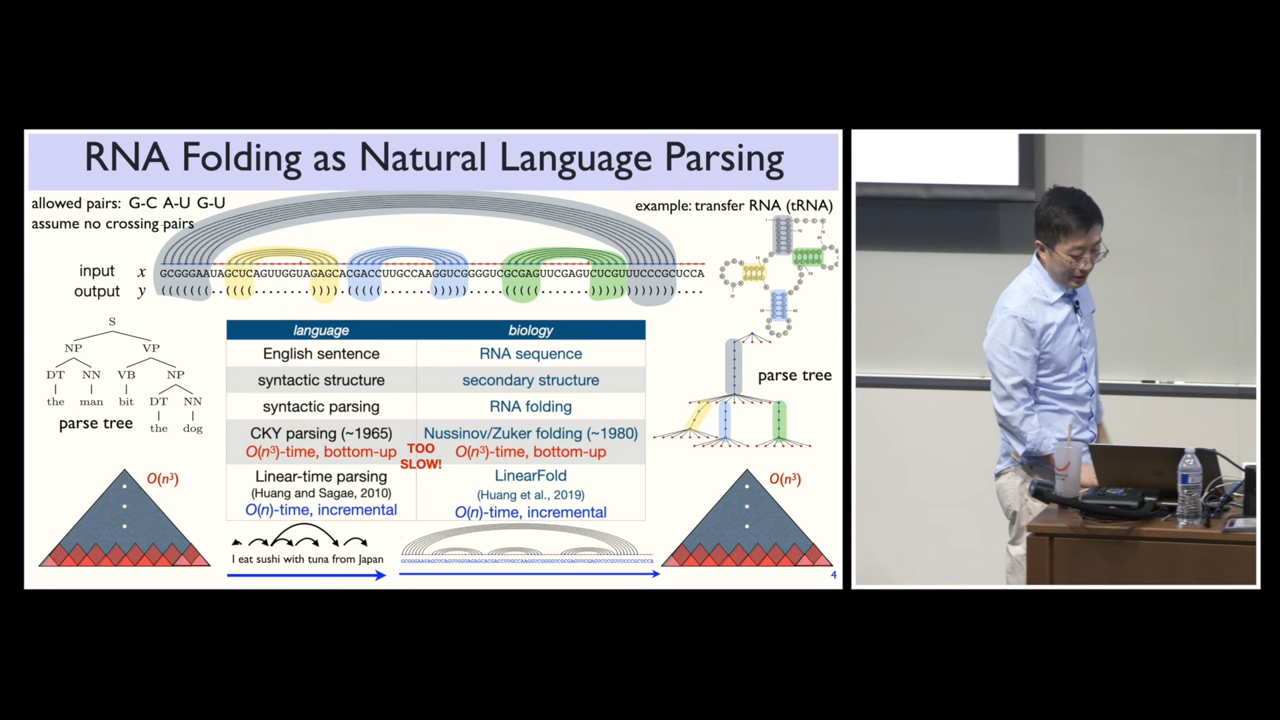 RNA Folding as Natural Language Parsing
allowed pairs: G-C A-U G-U
assume no crossing pairs
example: transfer RNA (tRNA)
input x GCGGGAAUAGCUCAGUUGGUAGAGCACGACCUUGCCAAGGUCGGGGUCGCGAGUUCGAGUCUCGUUUCCCGCUCCA
output y (((((((..((((........)))).(((((.......))))).....(((((.......))))))))))))....
S
NP VP
DT NN VB NP
the man bit DT NN
the dog
parse tree
parse tree
language biology
English sentence RNA sequence
syntactic structure secondary structure
syntactic parsing RNA folding
CKY parsing (~1965) Nussinov/Zuker folding (~1980)
O(n³)-time, bottom-up TOO SLOW! O(n³)-time, bottom-up
Linear-time parsing LinearFold
(Huang and Sagae, 2010) (Huang et al., 2019)
O(n)-time, incremental O(n)-time, incremental
O(n³)
O(n³)
I eat sushi with tuna from Japan
GCGGGAAUAGCUCAGUUGGUAGAGCACGACCUUGCCAAGGUCGGGGUCGCGAGUUCGAGUCUCGUUUCCCGCUCCA
4